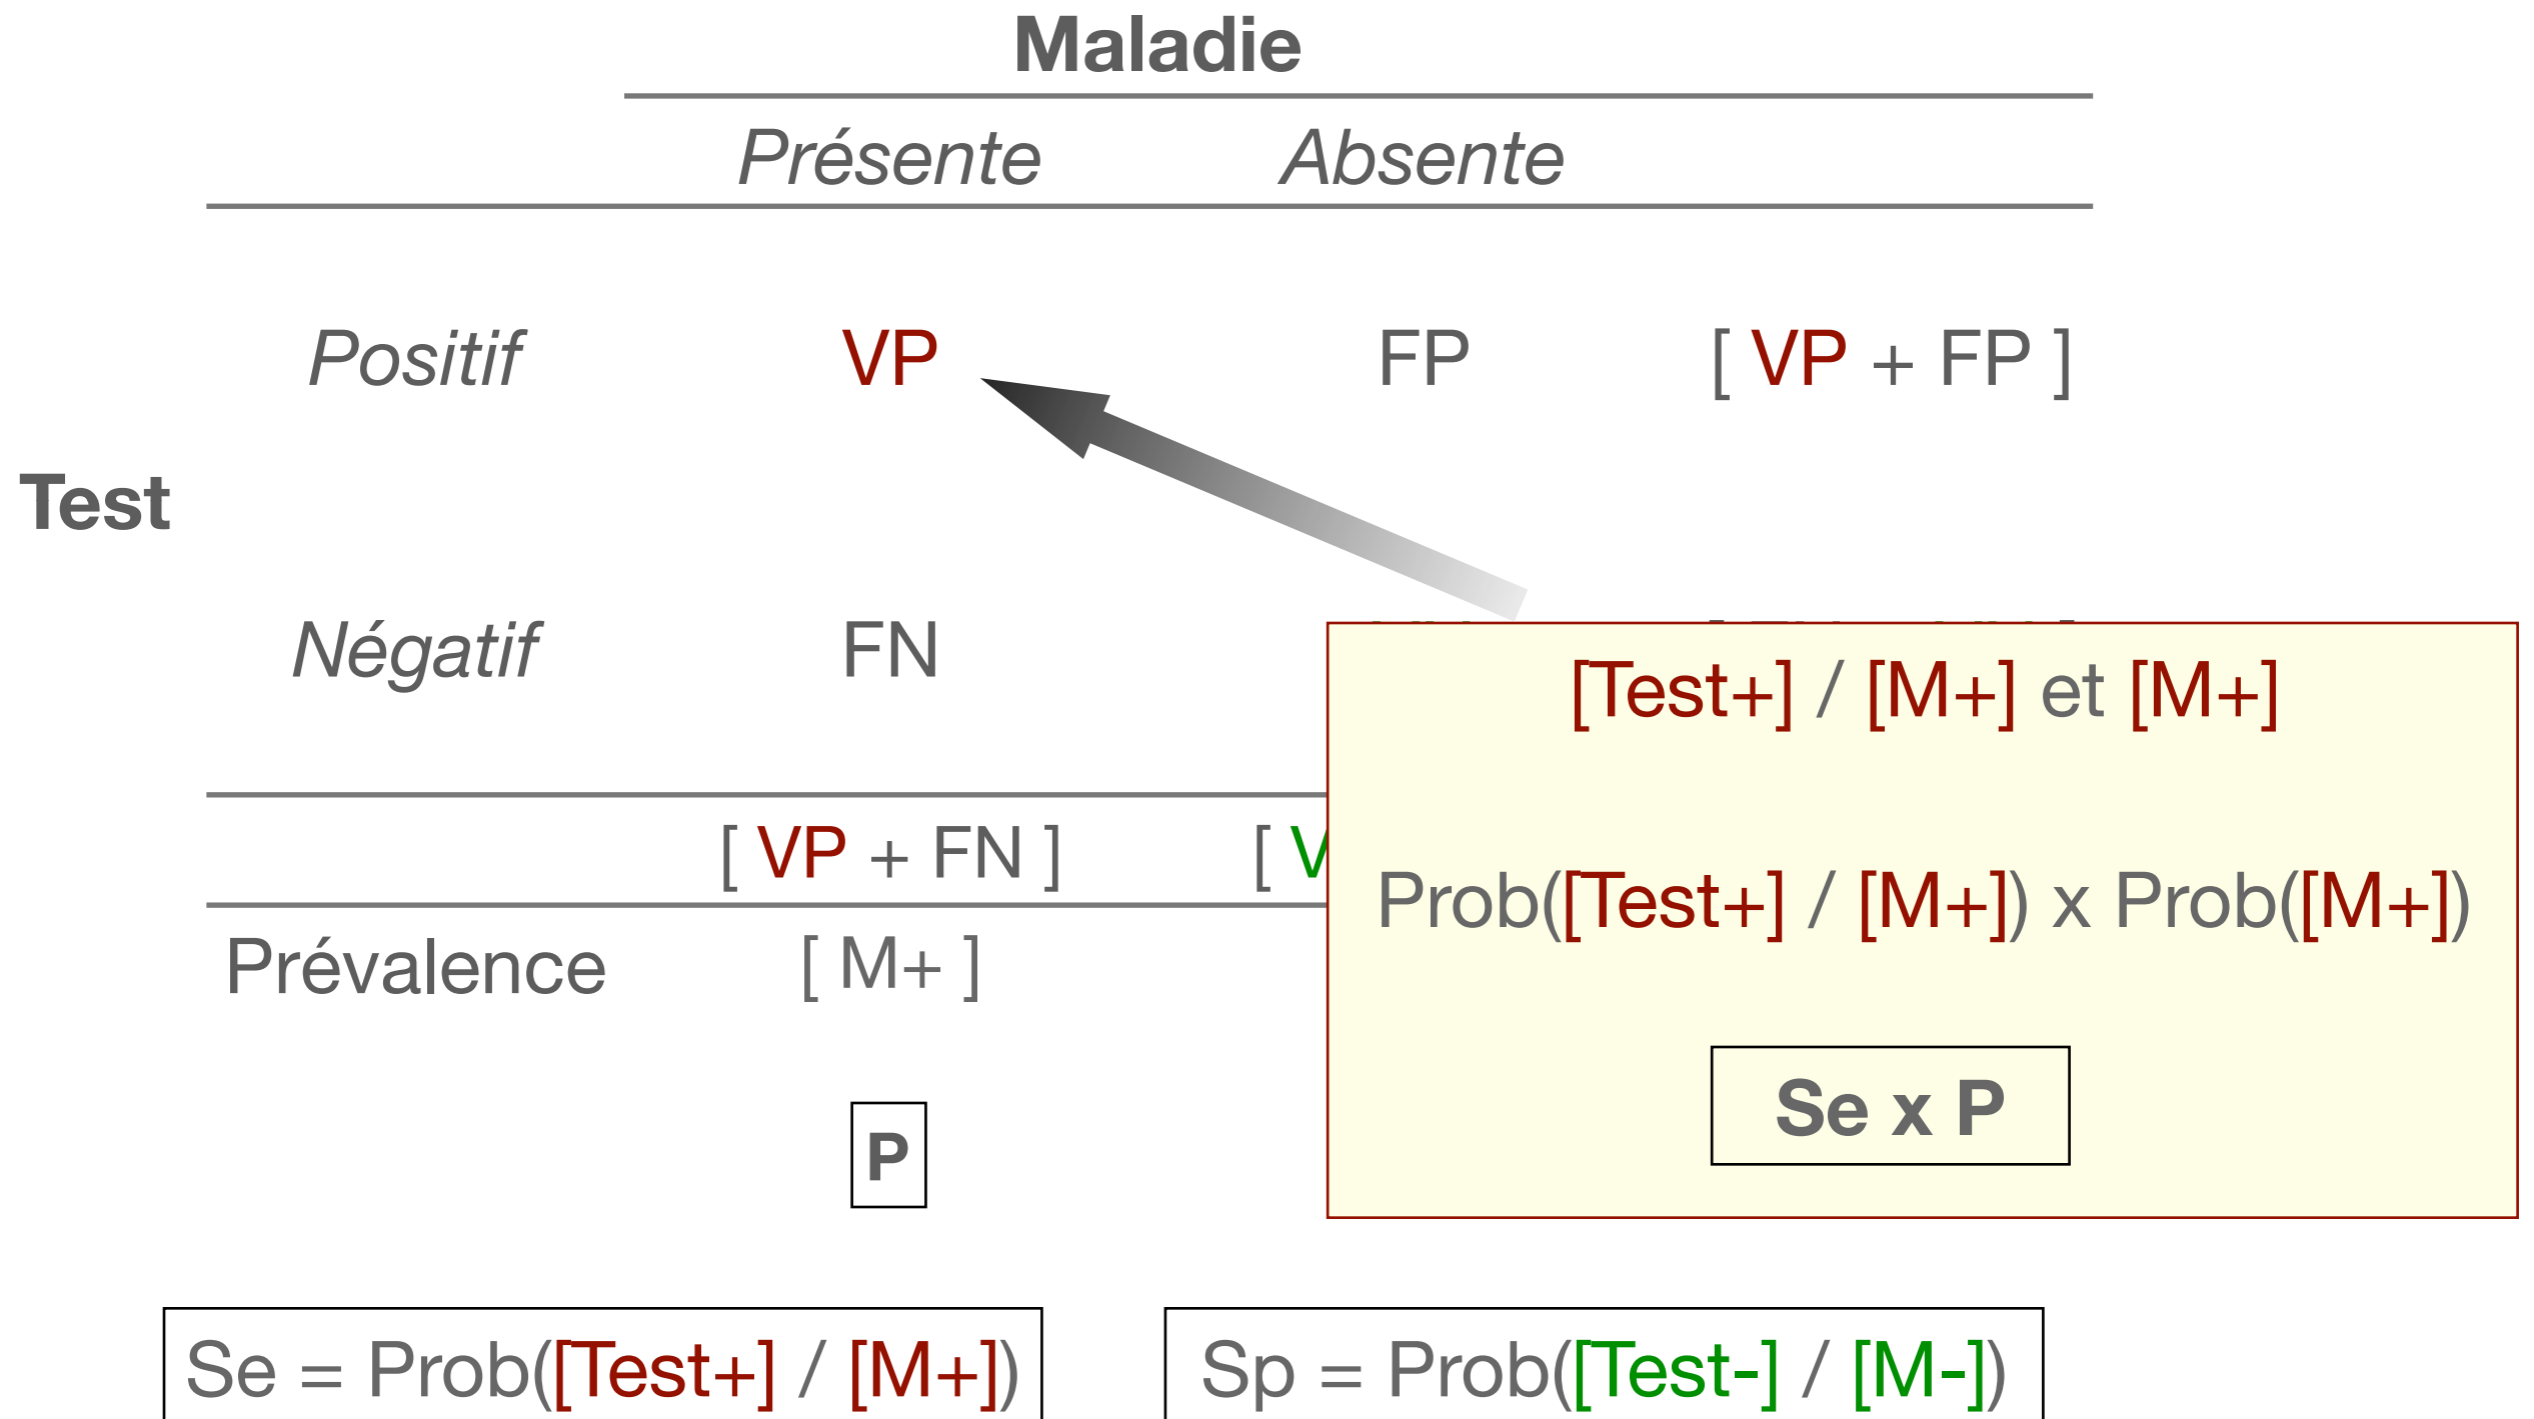 Maladie
Présente Absente
Positif VP FP [ VP + FP ]
Test
Négatif FN
[Test+] / [M+] et [M+]
[ VP + FN ] [
Prob([Test+] / [M+]) x Prob([M+])
Prévalence [ M+ ]
Se x P
P
Se = Prob([Test+] / [M+]) Sp = Prob([Test-] / [M-])